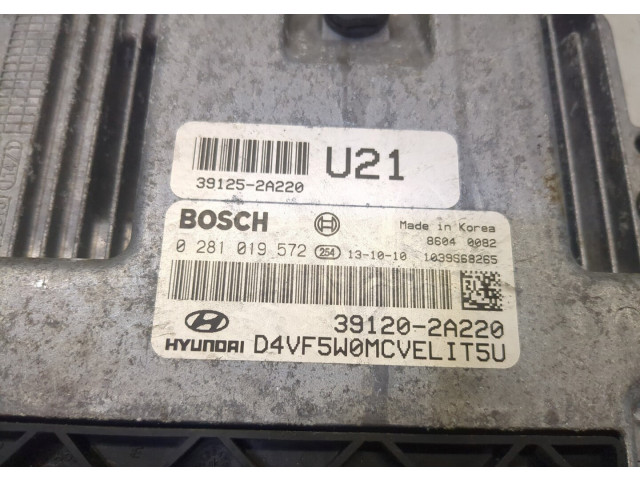 U21
39125-2A220
BOSCH
Made in Korea
8604 0082
0 281 019 572 254 13-10-10 1039S68265
39120-2A220
HYUNDAI D4VF5W0MCVELIT5U